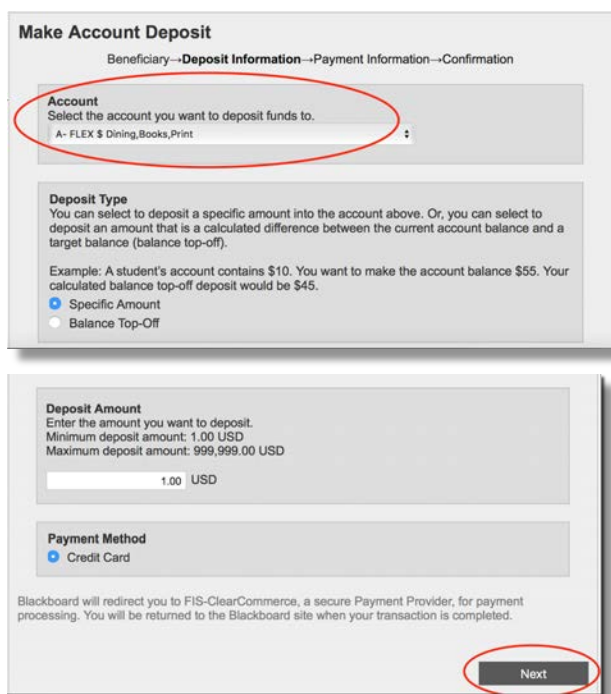 Make Account Deposit
Beneficiary→Deposit Information→Payment Information→Confirmation
Account
Select the account you want to deposit funds to.
A- FLEX $ Dining,Books,Print
Deposit Type
You can select to deposit a specific amount into the account above. Or, you can select to
deposit an amount that is a calculated difference between the current account balance and a
target balance (balance top-off).
Example: A student's account contains $10. You want to make the account balance $55. Your
calculated balance top-off deposit would be $45.
Specific Amount
Balance Top-Off
Deposit Amount
Enter the amount you want to deposit.
Minimum deposit amount: 1.00 USD
Maximum deposit amount: 999,999.00 USD
1.00 USD
Payment Method
Credit Card
Blackboard will redirect you to FIS-ClearCommerce, a secure Payment Provider, for payment
processing. You will be returned to the Blackboard site when your transaction is completed.
Next